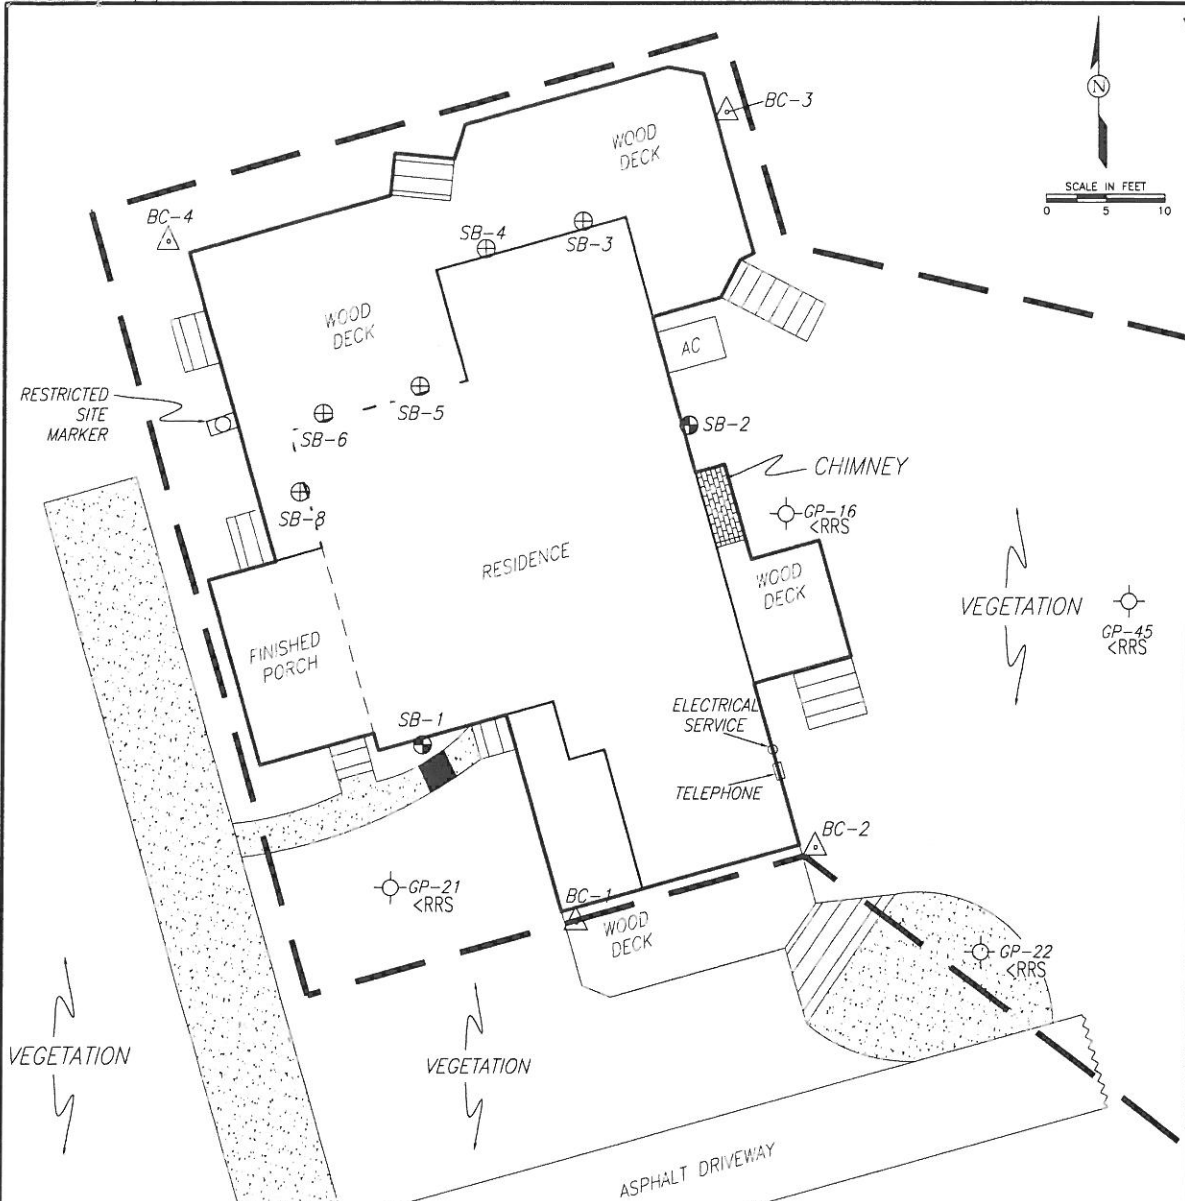 BC-3
N
WOOD
DECK
SCALE IN FEET
0 5 10
BC-4
SB-4
SB-3
WOOD
DECK
AC
RESTRICTED
SITE
MARKER
SB-5
SB-6
SB-2
CHIMNEY
SB-8
GP-16
<RRS
RESIDENCE
WOOD
DECK
VEGETATION
GP-45
<RRS
FINISHED
PORCH
ELECTRICAL
SERVICE
SB-1
TELEPHONE
BC-2
GP-21
<RRS
BC-1
WOOD
DECK
GP-22
<RRS
VEGETATION
VEGETATION
ASPHALT DRIVEWAY